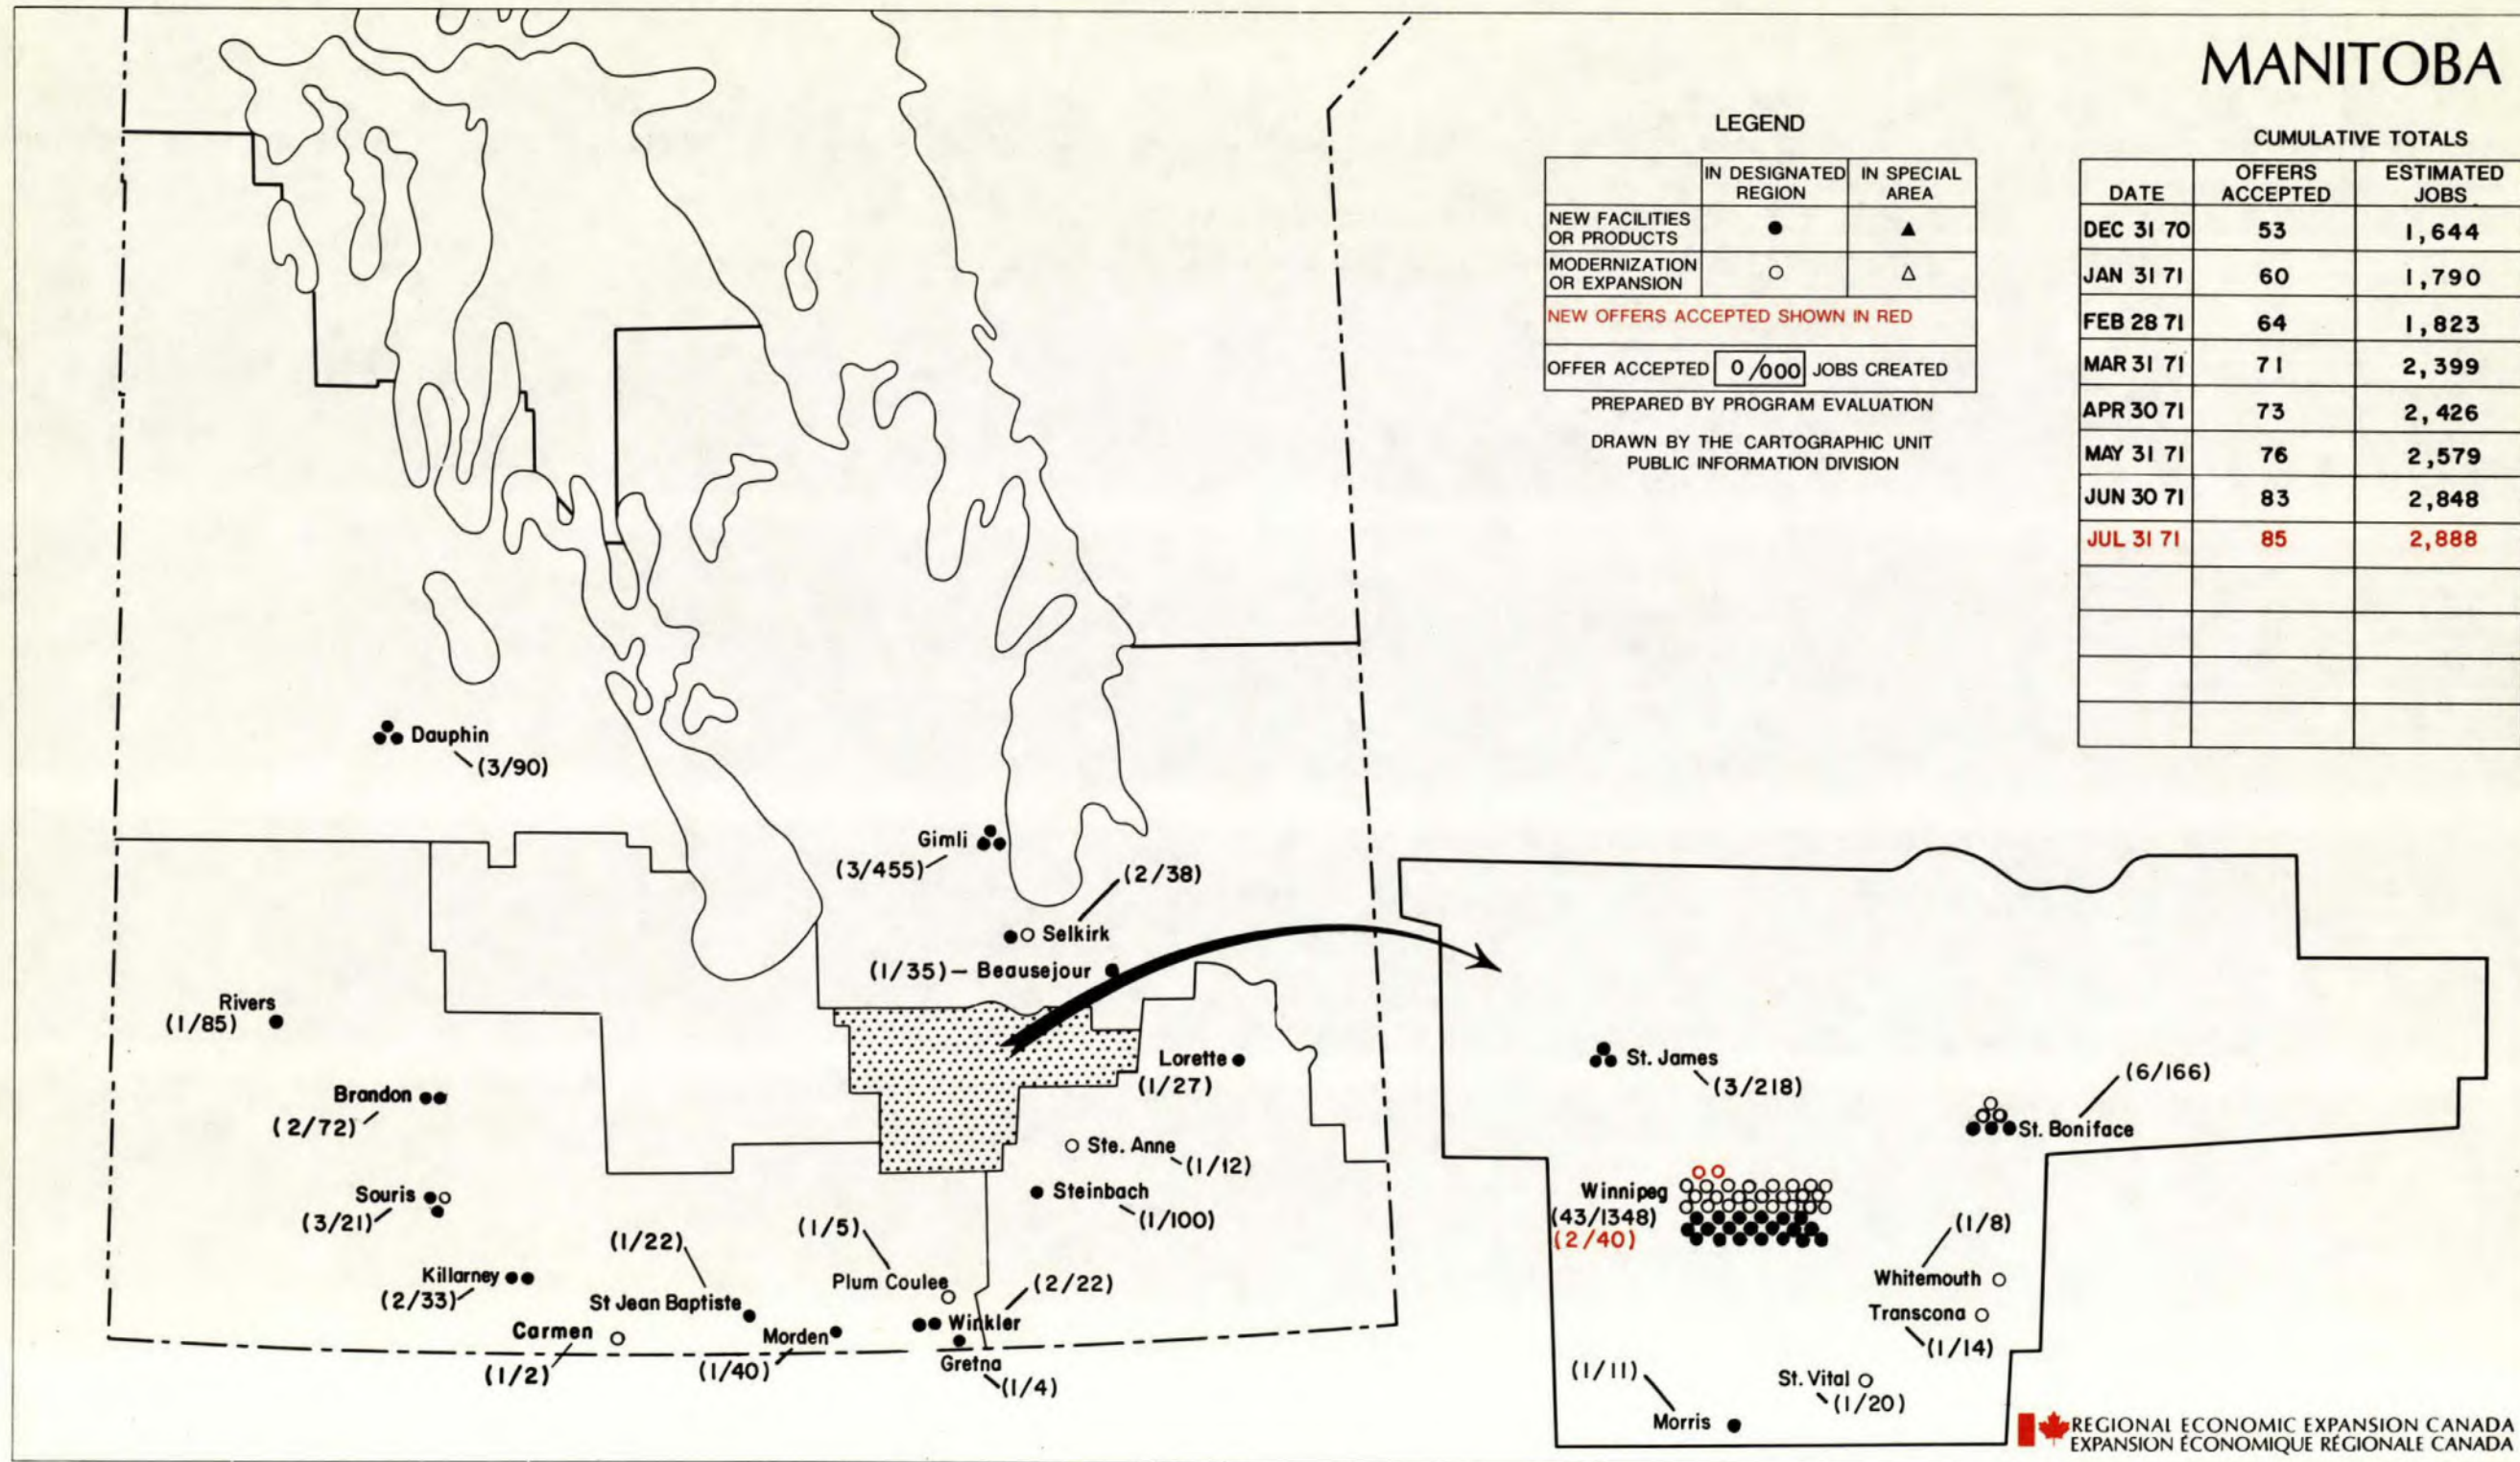 MANITOBA
LEGEND
IN DESIGNATED REGION
IN SPECIAL AREA
NEW FACILITIES OR PRODUCTS
MODERNIZATION OR EXPANSION
NEW OFFERS ACCEPTED SHOWN IN RED
OFFER ACCEPTED 0/000 JOBS CREATED
PREPARED BY PROGRAM EVALUATION
DRAWN BY THE CARTOGRAPHIC UNIT
PUBLIC INFORMATION DIVISION
CUMULATIVE TOTALS
DATE OFFERS ACCEPTED ESTIMATED JOBS
DEC 31 70 53 1,644
JAN 31 71 60 1,790
FEB 28 71 64 1,823
MAR 31 71 71 2,399
APR 30 71 73 2,426
MAY 31 71 76 2,579
JUN 30 71 83 2,848
JUL 31 71 85 2,888
Dauphin
(3/90)
Gimli
(3/455)
(2/38)
Selkirk
(1/35) – Beausejour
Rivers
(1/85)
Brandon
(2/72)
Souris
(3/21)
Killarney
(2/33)
Carmen
(1/2)
(1/22)
St Jean Baptiste
Morden
(1/40)
(1/5)
Plum Coulee
(2/22)
Winkler
Gretna
(1/4)
Lorette
(1/27)
Ste. Anne
(1/12)
Steinbach
(1/100)
St. James
(3/218)
(6/166)
St. Boniface
Winnipeg
(43/1348)
(2/40)
(1/8)
Whitemouth
Transcona
(1/14)
St. Vital
(1/20)
(1/11)
Morris
REGIONAL ECONOMIC EXPANSION CANADA
EXPANSION ÉCONOMIQUE RÉGIONALE CANADA